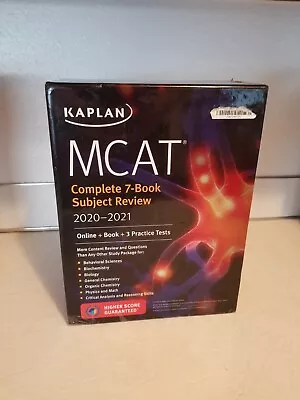 KAPLAN
MCAT®
Complete 7-Book
Subject Review
2020–2021
Online + Book + 3 Practice Tests
More Content Review and Questions
Than Any Other Study Package for:
• Behavioral Sciences
• Biochemistry
• Biology
• General Chemistry
• Organic Chemistry
• Physics and Math
• Critical Analysis and Reasoning Skills
HIGHER SCORE
GUARANTEED*